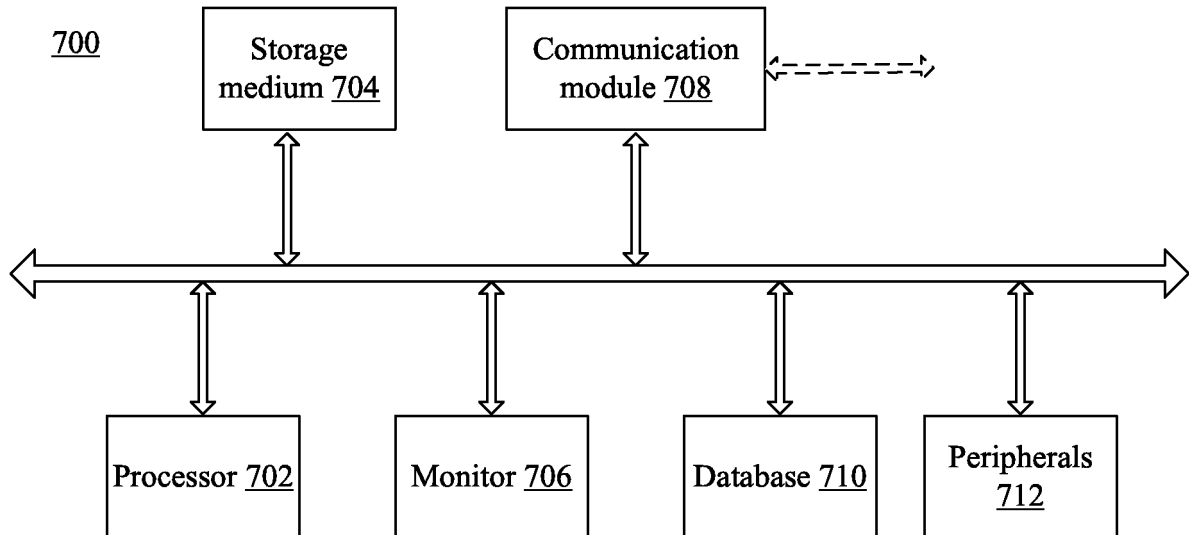 700
Storage
medium 704
Communication
module 708
Processor 702
Monitor 706
Database 710
Peripherals
712